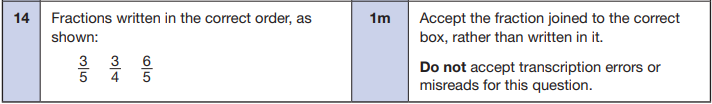 14 Fractions written in the correct order, as 1m Accept the fraction joined to the correct
shown: box, rather than written in it.
3/5 3/4 6/5 Do not accept transcription errors or
misreads for this question.